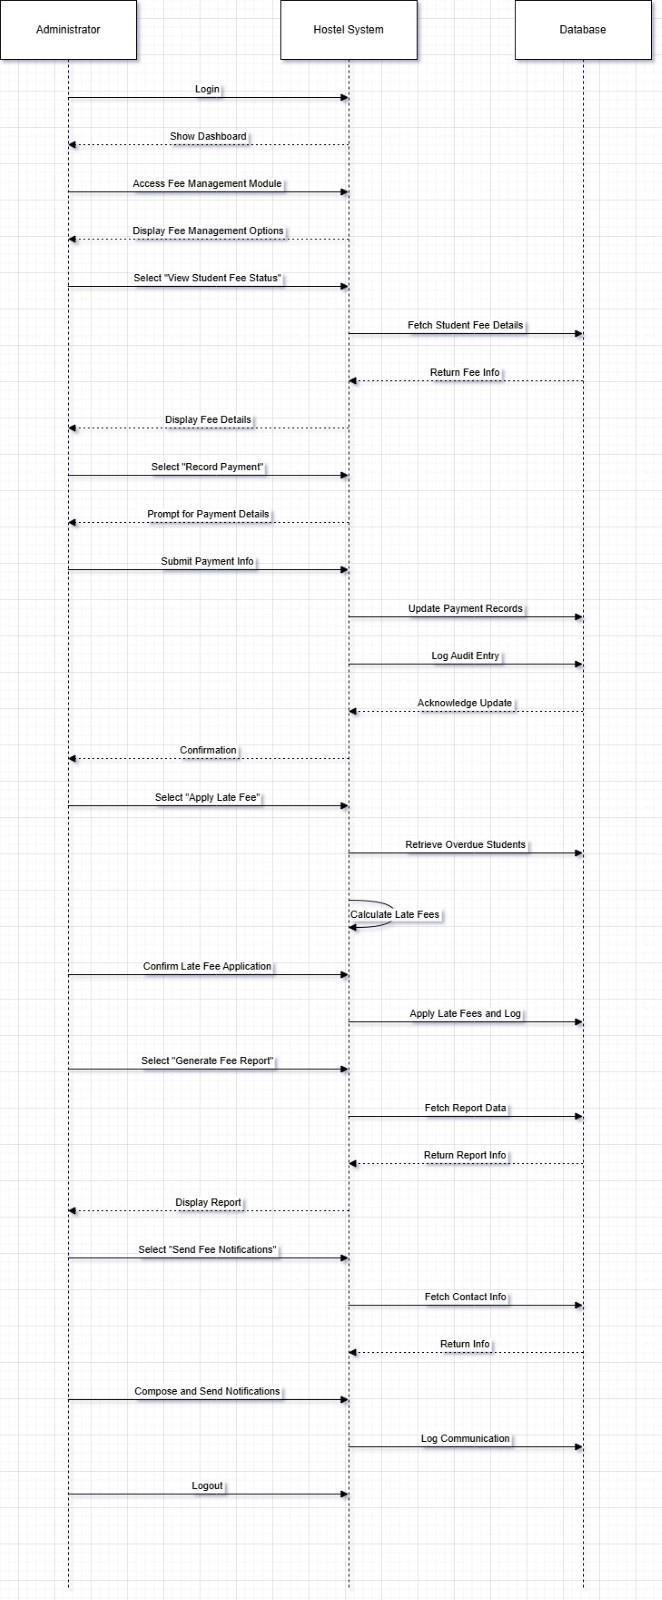 Administrator
Hostel System
Database
Login
Show Dashboard
Access Fee Management Module
Display Fee Management Options
Select "View Student Fee Status"
Fetch Student Fee Details
Return Fee Info
Display Fee Details
Select "Record Payment"
Prompt for Payment Details
Submit Payment Info
Update Payment Records
Log Audit Entry
Acknowledge Update
Confirmation
Select "Apply Late Fee"
Retrieve Overdue Students
Calculate Late Fees
Confirm Late Fee Application
Apply Late Fees and Log
Select "Generate Fee Report"
Fetch Report Data
Return Report Info
Display Report
Select "Send Fee Notifications"
Fetch Contact Info
Return Info
Compose and Send Notifications
Log Communication
Logout